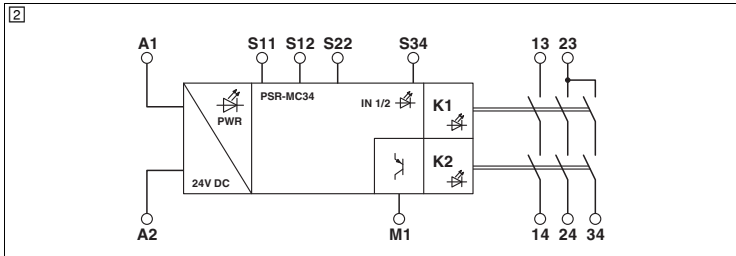 2
A1 S11 S12 S22 S34 13 23
PSR-MC34 IN 1/2 K1
PWR
K2
24V DC
A2 M1 14 24 34